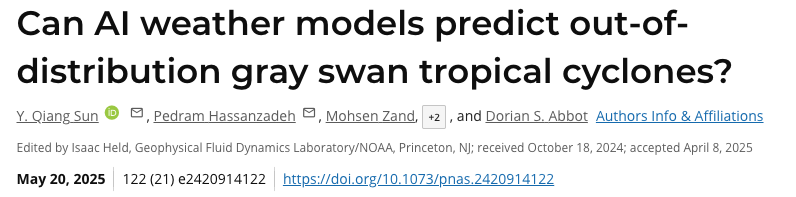 Can AI weather models predict out-of-
distribution gray swan tropical cyclones?
Y. Qiang Sun iD , Pedram Hassanzadeh , Mohsen Zand, +2 , and Dorian S. Abbot Authors Info & Affiliations
Edited by Isaac Held, Geophysical Fluid Dynamics Laboratory/NOAA, Princeton, NJ; received October 18, 2024; accepted April 8, 2025
May 20, 2025 122 (21) e2420914122 https://doi.org/10.1073/pnas.2420914122